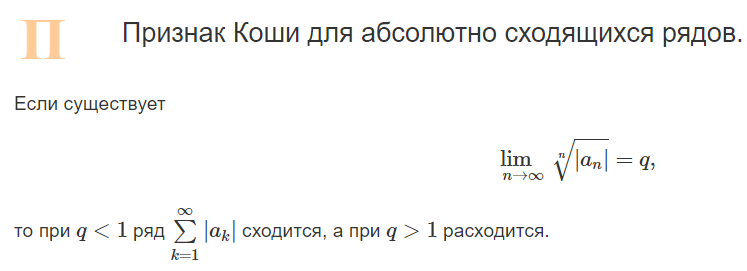 П Признак Коши для абсолютно сходящихся рядов.
Если существует
$$\lim_{n\to\infty} \sqrt[n]{|a_n|} = q,$$
то при $q < 1$ ряд $\sum_{k=1}^{\infty} |a_k|$ сходится, а при $q > 1$ расходится.